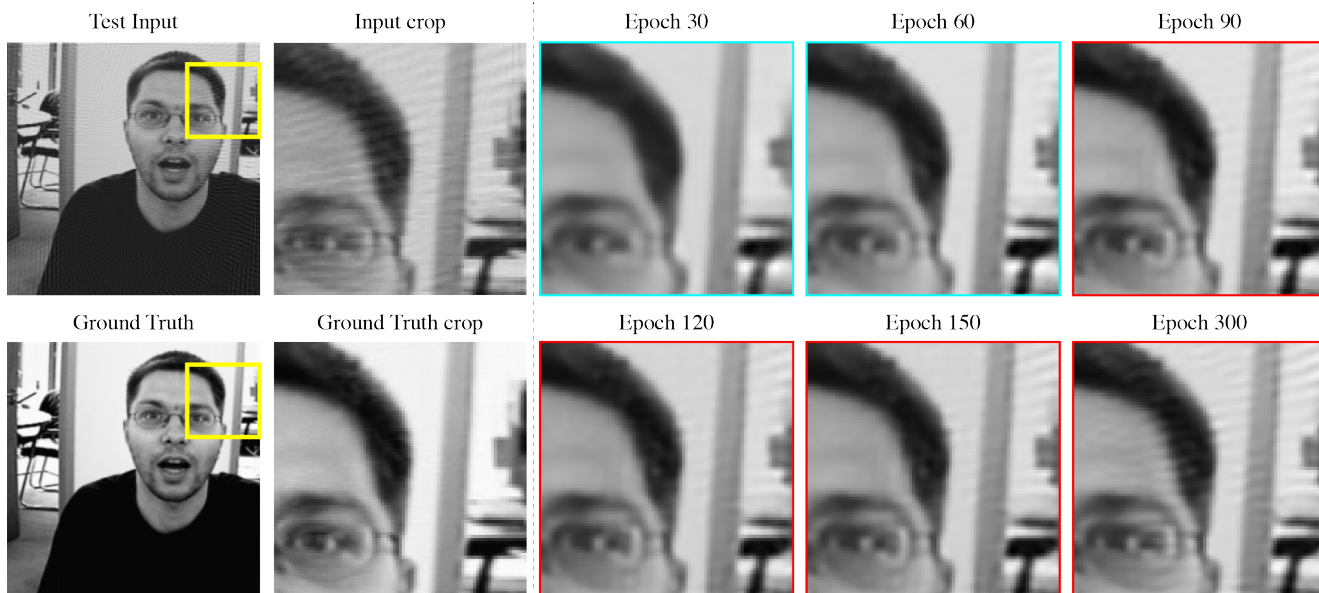 Test Input
Input crop
Epoch 30
Epoch 60
Epoch 90
Ground Truth
Ground Truth crop
Epoch 120
Epoch 150
Epoch 300